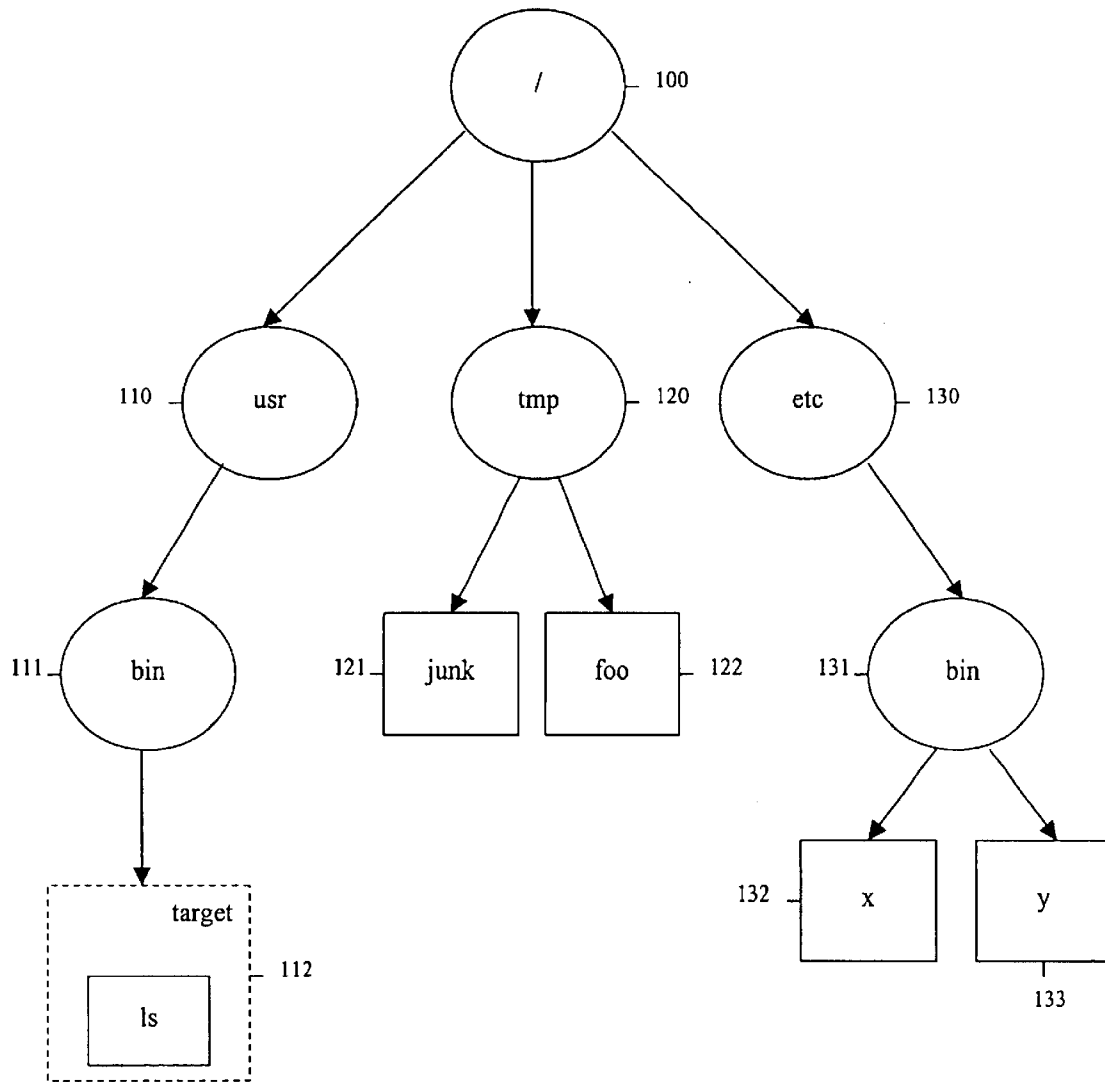 /
100
110
usr
tmp
120
etc
130
111
bin
121
junk
foo
122
131
bin
target
112
ls
132
x
y
133